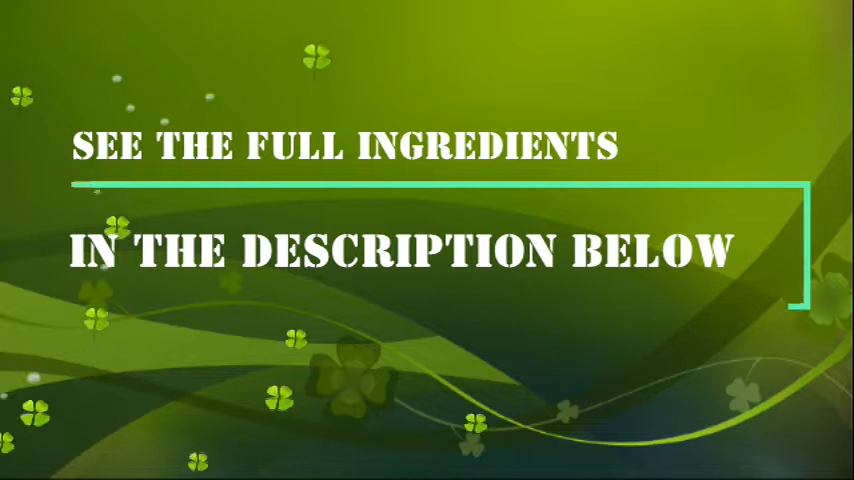 SEE THE FULL INGREDIENTS
IN THE DESCRIPTION BELOW